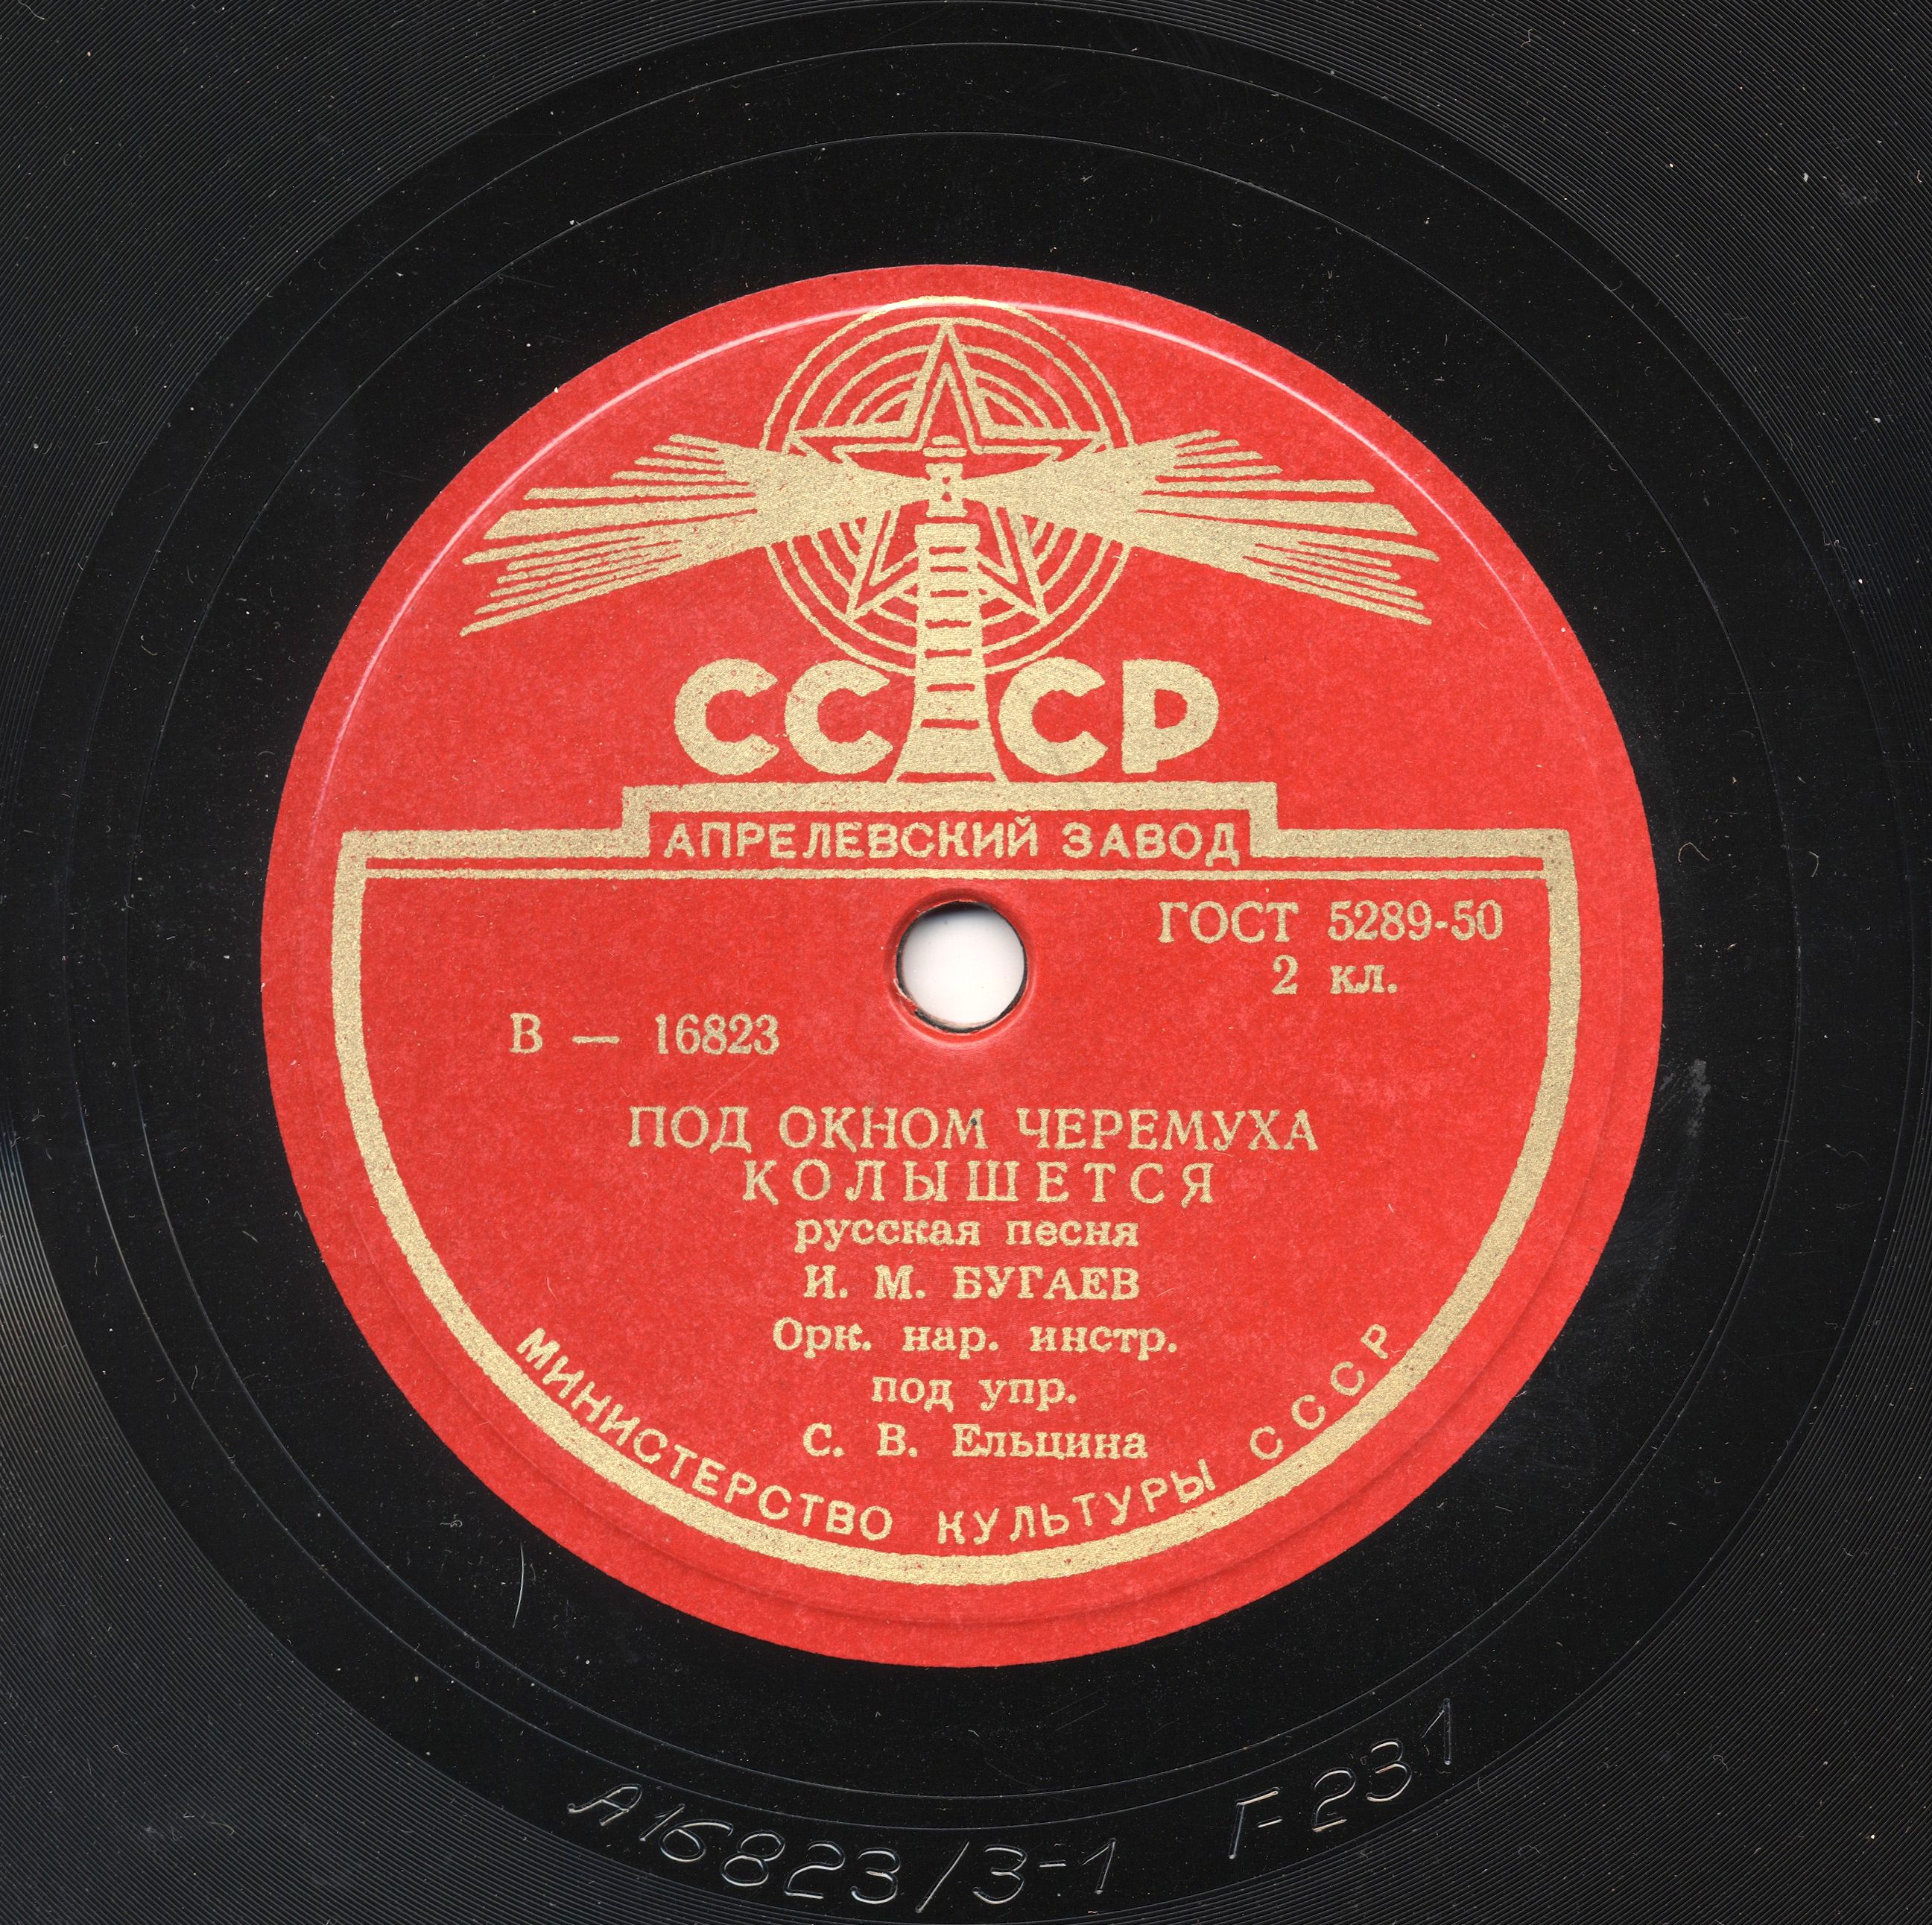 СССР
АПРЕЛЕВСКИЙ ЗАВОД
ГОСТ 5289-50
2 кл.
В — 16823
ПОД ОКНОМ ЧЕРЕМУХА
КОЛЫШЕТСЯ
русская песня
И. М. БУГАЕВ
Орк. нар. инстр.
под упр.
С. В. Ельцина
МИНИСТЕРСТВО КУЛЬТУРЫ СССР
А16823/3-1 Г-231